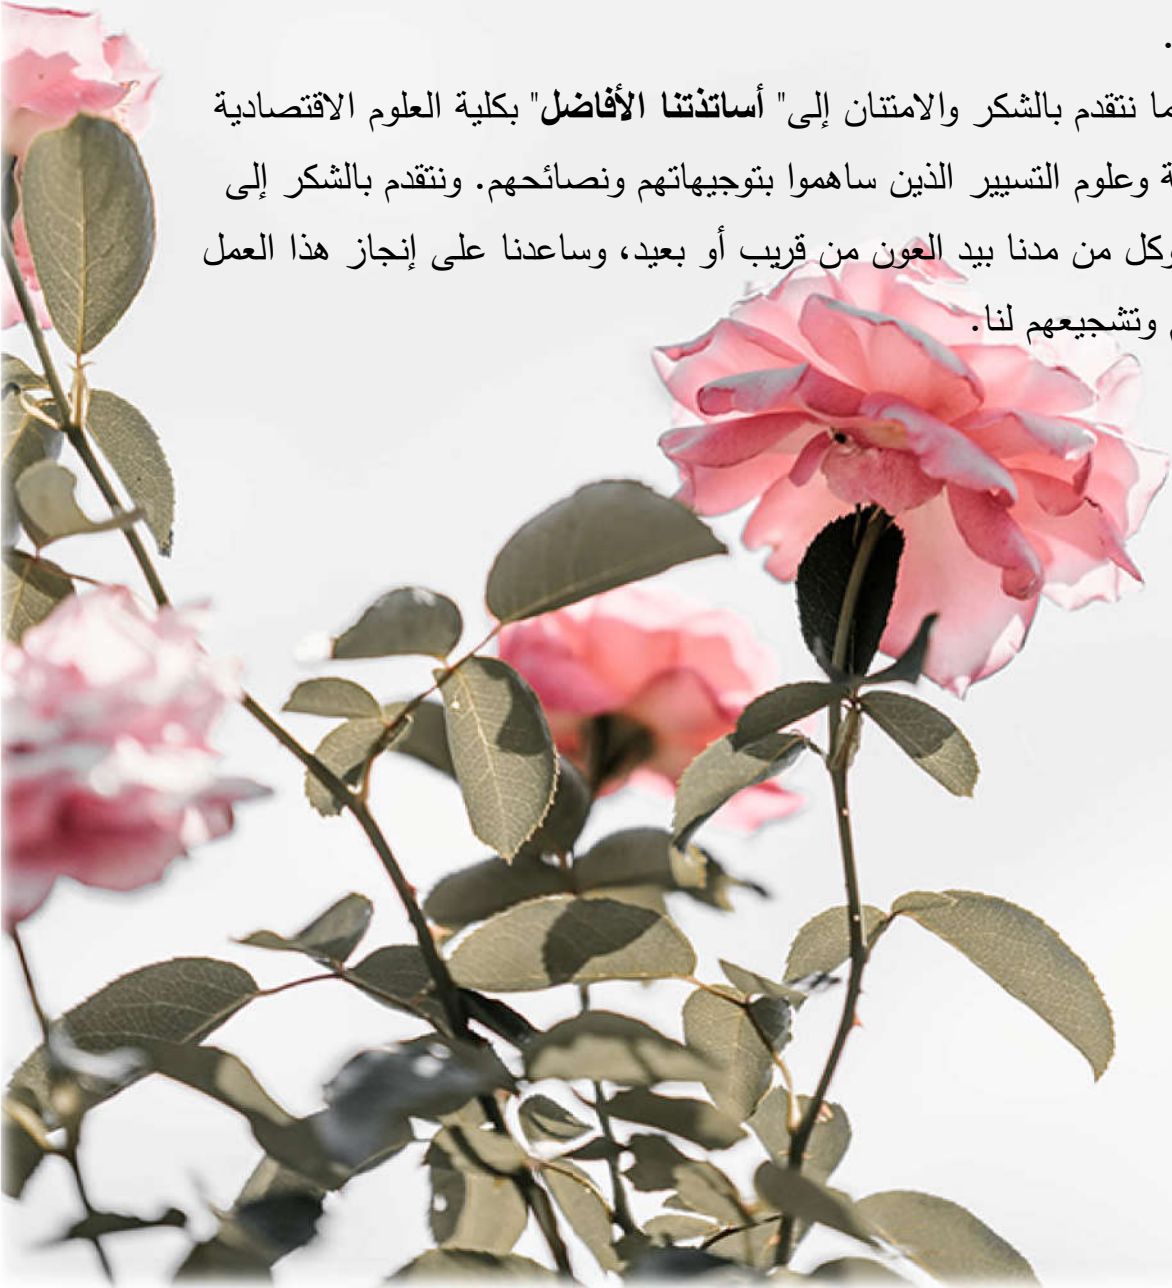 .
ما نتقدم بالشكر والامتنان إلى" أساتذتنا الأفاضل" بكلية العلوم الاقتصادية
ة وعلوم التسيير الذين ساهموا بتوجيهاتهم ونصائحهم. ونتقدم بالشكر إلى
وكل من مدنا بيد العون من قريب أو بعيد، وساعدنا على إنجاز هذا العمل
م وتشجيعهم لنا.